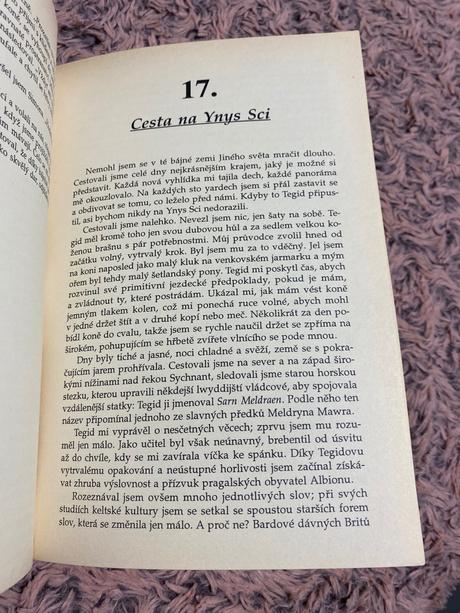 17.
Cesta na Ynys Sci
Nemohl jsem se v té bájné zemi Jiného světa mračit dlouho.
Cestovali jsme celé dny nejkrásnějším krajem, jaký je možné si
představit. Každá nová vyhlídka mi tajila dech, každé panoráma
mě okouzlovalo. Na každých sto yardech jsem si přál zastavit se
a obdivovat se tomu, co leželo před námi. Kdyby to Tegid připus-
til, asi bychom nikdy na Ynys Sci nedorazili.
Cestovali jsme nalehko. Nevezl jsem nic, jen šaty na sobě. Te-
gid měl kromě toho jen svou dubovou hůl a za sedlem velkou ko-
ženou brašnu s pár potřebnostmi. Můj průvodce zvolil hned od
začátku volný, vytrvalý krok. Byl jsem mu za to vděčný. Jel jsem
na koni naposled jako malý kluk na venkovském jarmarku a mým
ořem byl tehdy malý šetlandský pony. Tegid mi poskytl čas, abych
rozvinul své primitivní jezdecké předpoklady, pokud je mám,
a zvládnout ty, které postrádám. Ukázal mi, jak mám vést koně
jemným tlakem kolen, což mi ponechá ruce volné, abych mohl
v jedné držet štít a v druhé kopí nebo meč. Několikrát za den po-
bídl koně do cvalu, takže jsem se rychle naučil držet se zpříma na
širokém, pohupujícím se hřbetě zvířete vlnícího se pode mnou.
Dny byly tiché a jasné, noci chladné a svěží, země se s pokra-
čujícím jarem prohřívala. Cestovali jsme na sever a na západ širo-
kými nížinami nad řekou Sychnant, sledovali jsme starou horskou
stezku, kterou upravili někdejší lwyddijští vládcové, aby spojovala
vzdálenější statky: Tegid ji jmenoval Sarn Meldraen. Podle něho ten
název připomínal jednoho ze slavných předků Meldryna Mawra.
Tegid mi vyprávěl o nesčetných věcech; zprvu jsem mu rozu-
měl jen málo. Jako učitel byl však neúnavný, brebentil od úsvitu
až do chvíle, kdy se mi zavírala víčka ke spánku. Díky Tegidovu
vytrvalému opakování a neústupné horlivosti jsem začínal získá-
vat zhruba výslovnost a přízvuk pragalských obyvatel Albionu.
Rozeznával jsem ovšem mnoho jednotlivých slov; při svých
studiích keltské kultury jsem se setkal se spoustou starších forem
slov, která se změnila jen málo. A proč ne? Bardové dávných Britů